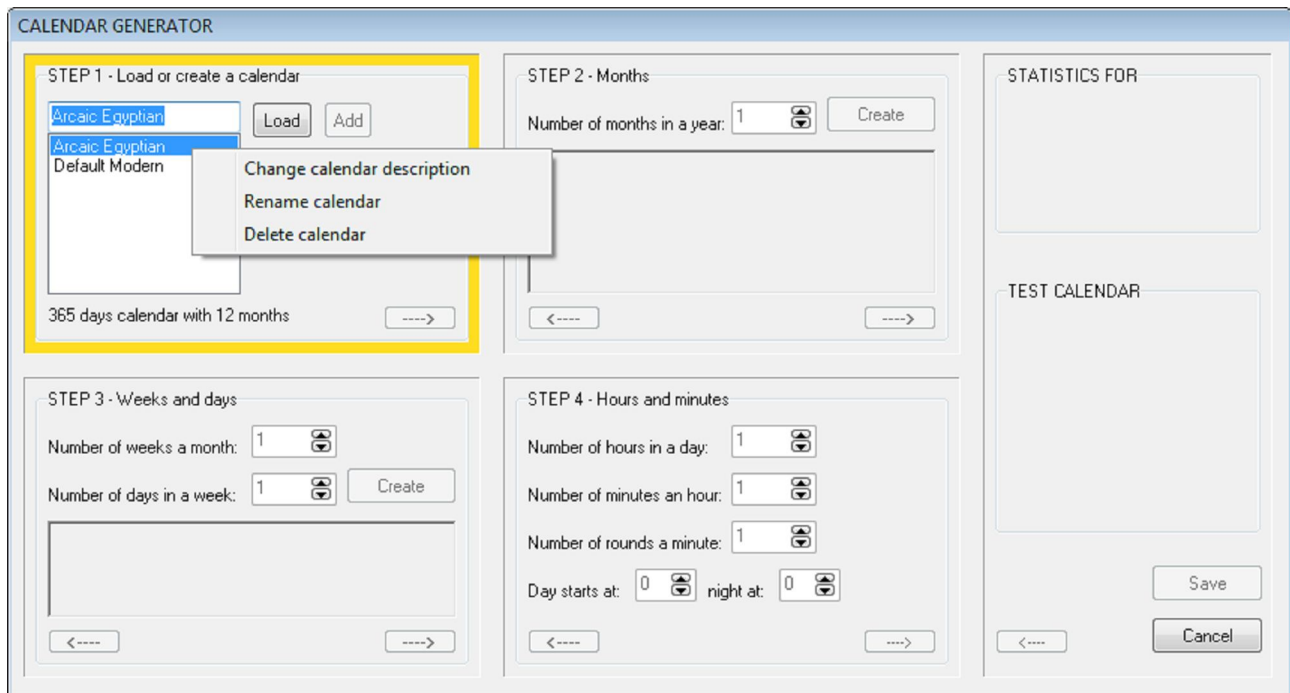 CALENDAR GENERATOR
STEP 1 - Load or create a calendar
Arcaic Egyptian
Load
Add
Arcaic Egyptian
Default Modern
Change calendar description
Rename calendar
Delete calendar
365 days calendar with 12 months
---->
STEP 2 - Months
Number of months in a year: 1
Create
<----
---->
STEP 3 - Weeks and days
Number of weeks a month: 1
Number of days in a week: 1
Create
<----
---->
STEP 4 - Hours and minutes
Number of hours in a day: 1
Number of minutes an hour: 1
Number of rounds a minute: 1
Day starts at: 0 night at: 0
<----
---->
STATISTICS FOR
TEST CALENDAR
Save
<----
Cancel